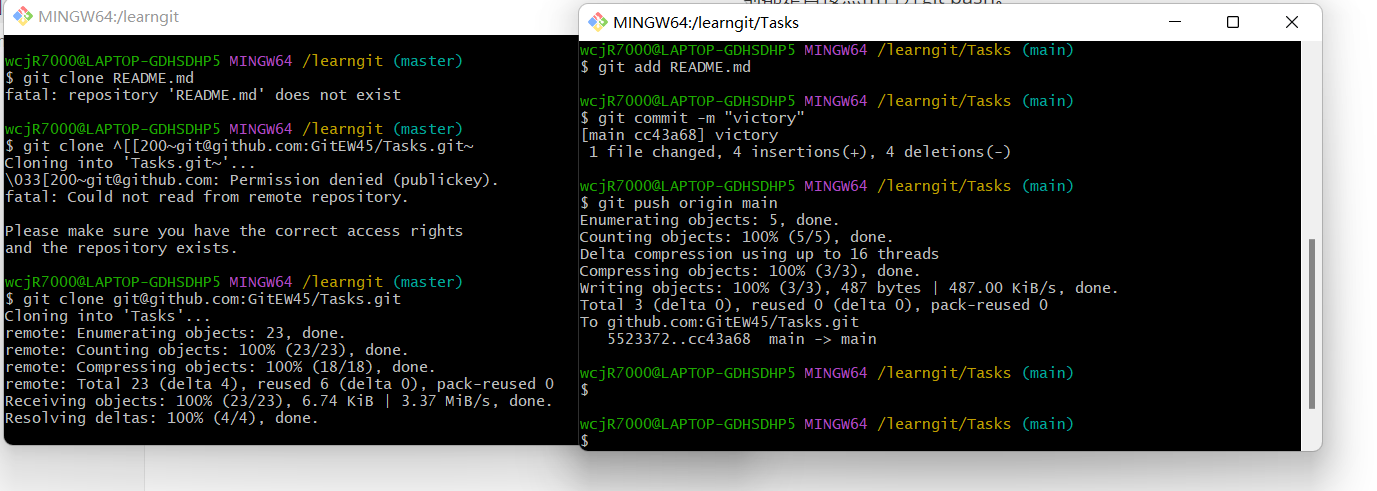 MINGW64:/learngit
wcjR7000@LAPTOP-GDHSDHP5 MINGW64 /learngit (master)
$ git clone README.md
fatal: repository 'README.md' does not exist
wcjR7000@LAPTOP-GDHSDHP5 MINGW64 /learngit (master)
$ git clone ^[[200~git@github.com:GitEW45/Tasks.git~
Cloning into 'Tasks.git~'...
\033[200~git@github.com: Permission denied (publickey).
fatal: Could not read from remote repository.
Please make sure you have the correct access rights
and the repository exists.
wcjR7000@LAPTOP-GDHSDHP5 MINGW64 /learngit (master)
$ git clone git@github.com:GitEW45/Tasks.git
Cloning into 'Tasks'...
remote: Enumerating objects: 23, done.
remote: Counting objects: 100% (23/23), done.
remote: Compressing objects: 100% (18/18), done.
remote: Total 23 (delta 4), reused 6 (delta 0), pack-reused 0
Receiving objects: 100% (23/23), 6.74 KiB | 3.37 MiB/s, done.
Resolving deltas: 100% (4/4), done.
MINGW64:/learngit/Tasks
wcjR7000@LAPTOP-GDHSDHP5 MINGW64 /learngit/Tasks (main)
$ git add README.md
wcjR7000@LAPTOP-GDHSDHP5 MINGW64 /learngit/Tasks (main)
$ git commit -m "victory"
[main cc43a68] victory
1 file changed, 4 insertions(+), 4 deletions(-)
wcjR7000@LAPTOP-GDHSDHP5 MINGW64 /learngit/Tasks (main)
$ git push origin main
Enumerating objects: 5, done.
Counting objects: 100% (5/5), done.
Delta compression using up to 16 threads
Compressing objects: 100% (3/3), done.
Writing objects: 100% (3/3), 487 bytes | 487.00 KiB/s, done.
Total 3 (delta 0), reused 0 (delta 0), pack-reused 0
To github.com:GitEW45/Tasks.git
5523372..cc43a68  main -> main
wcjR7000@LAPTOP-GDHSDHP5 MINGW64 /learngit/Tasks (main)
$
wcjR7000@LAPTOP-GDHSDHP5 MINGW64 /learngit/Tasks (main)
$